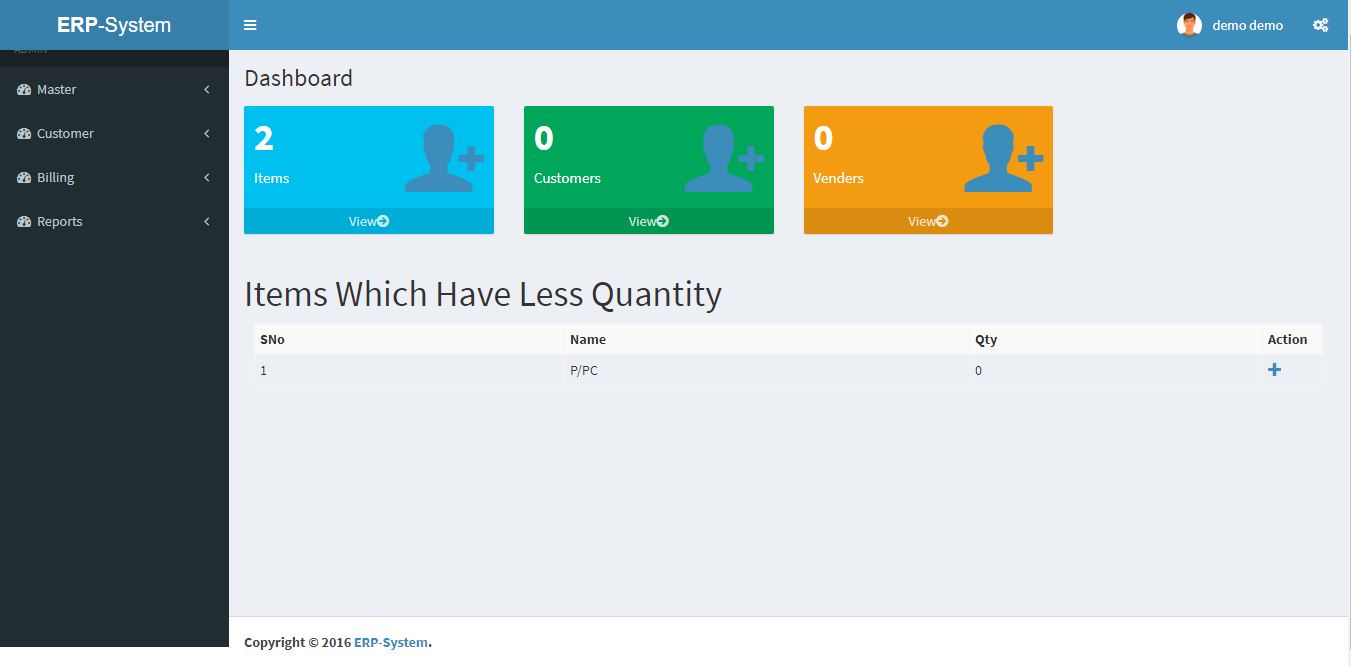 ERP-System
demo demo
ADMIN
Master
Customer
Billing
Reports
Dashboard
2
Items
View
0
Customers
View
0
Venders
View
Items Which Have Less Quantity
SNo Name Qty Action
1 P/PC 0
Copyright © 2016 ERP-System.